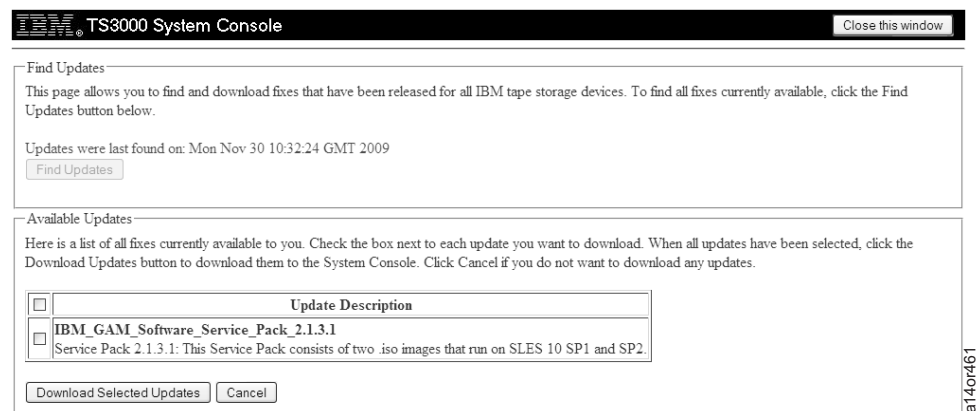 IBM® TS3000 System Console
Close this window
Find Updates
This page allows you to find and download fixes that have been released for all IBM tape storage devices. To find all fixes currently available, click the Find
Updates button below.
Updates were last found on: Mon Nov 30 10:32:24 GMT 2009
Find Updates
Available Updates
Here is a list of all fixes currently available to you. Check the box next to each update you want to download. When all updates have been selected, click the
Download Updates button to download them to the System Console. Click Cancel if you do not want to download any updates.
Update Description
IBM_GAM_Software_Service_Pack_2.1.3.1
Service Pack 2.1.3.1: This Service Pack consists of two .iso images that run on SLES 10 SP1 and SP2.
Download Selected Updates
Cancel
a14or461